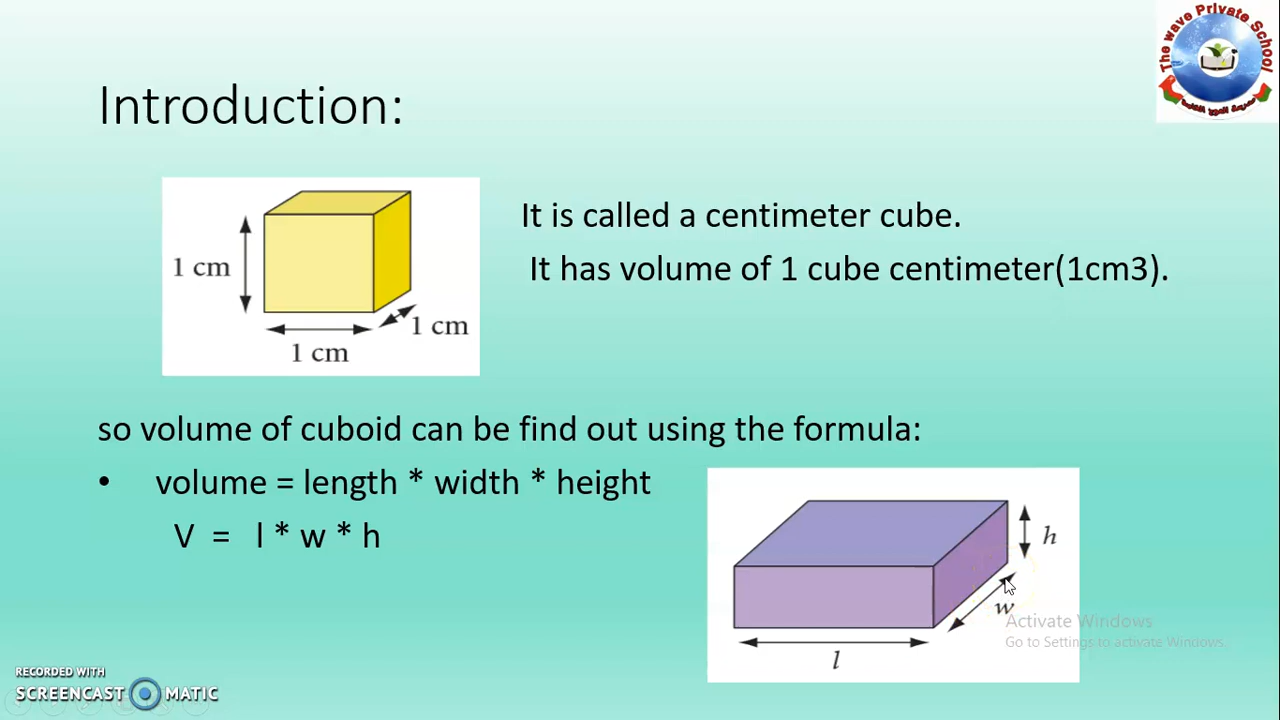 The wave Private School
Introduction:
1 cm
1 cm
1 cm
It is called a centimeter cube.
It has volume of 1 cube centimeter(1cm3).
so volume of cuboid can be find out using the formula:
• volume = length * width * height
V = l * w * h
h
w
l
Activate Windows
Go to Settings to activate Windows.
RECORDED WITH
SCREENCAST MATIC